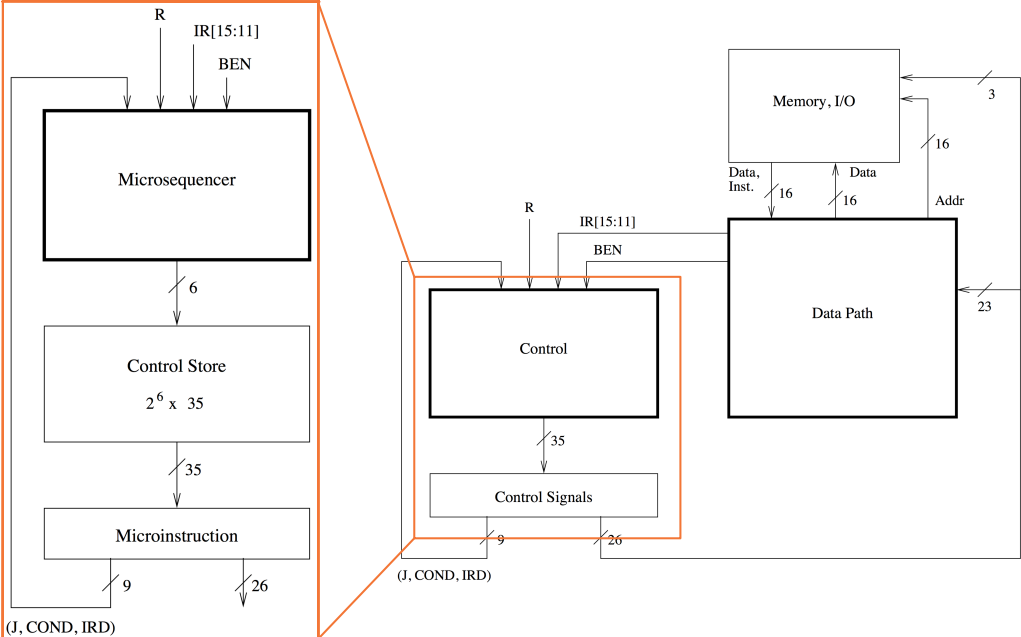 R
IR[15:11]
BEN
Microsequencer
6
Control Store
2^6 x 35
35
Microinstruction
9
26
(J, COND, IRD)
Memory, I/O
3
16
Data,
Inst.
16
Data
16
Addr
R
IR[15:11]
BEN
Data Path
23
Control
35
Control Signals
9
26
(J, COND, IRD)